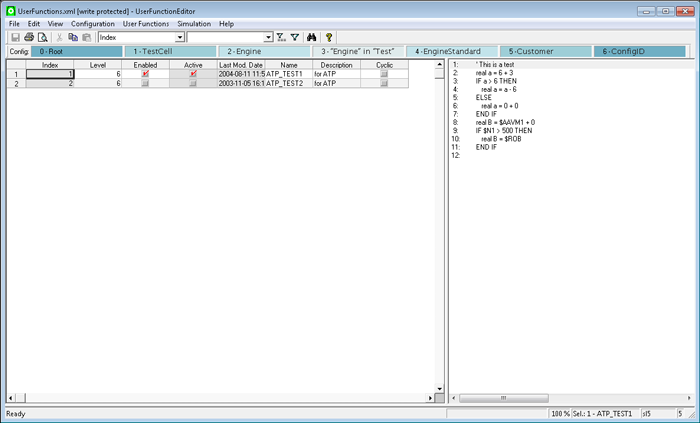 UserFunctions.xml [write protected] - UserFunctionEditor
File Edit View Configuration User Functions Simulation Help
Index
Config: 0 - Root 1 - TestCell 2 - Engine 3 - "Engine" in "Test" 4 - EngineStandard 5 - Customer 6 - ConfigID
Index Level Enabled Active Last Mod. Date Name Description Cyclic
1 1 6 2004-08-11 11:5 ATP_TEST1 for ATP
2 2 6 2003-11-05 16:1 ATP_TEST2 for ATP
1: ' This is a test
2: real a = 6 + 3
3: IF a > 6 THEN
4: real a = a - 6
5: ELSE
6: real a = 0 + 0
7: END IF
8: real B = $AAVM1 + 0
9: IF $N1 > 500 THEN
10: real B = $ROB
11: END IF
12:
Ready 100 % Sel.: 1 - ATP_TEST1 5